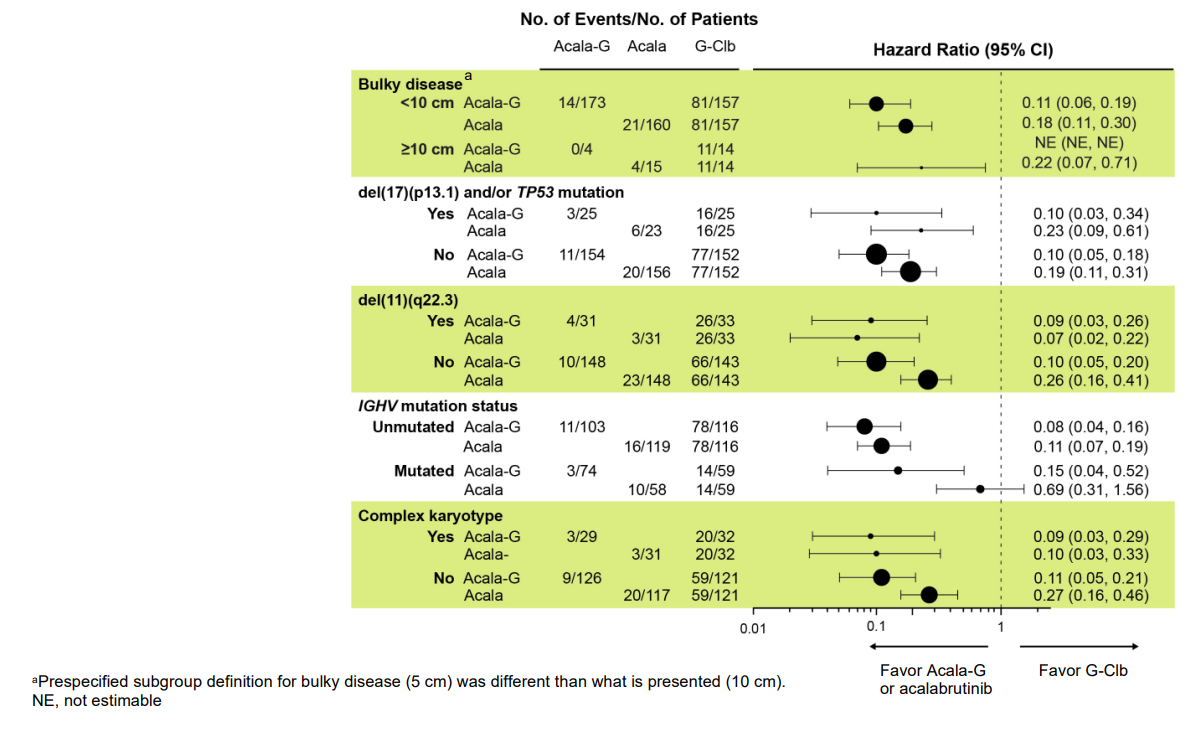 No. of Events/No. of Patients
Acala-G Acala G-Clb Hazard Ratio (95% CI)
Bulky disease a
<10 cm Acala-G 14/173 81/157 0.11 (0.06, 0.19)
Acala 21/160 81/157 0.18 (0.11, 0.30)
≥10 cm Acala-G 0/4 11/14 NE (NE, NE)
Acala 4/15 11/14 0.22 (0.07, 0.71)
del(17)(p13.1) and/or TP53 mutation
Yes Acala-G 3/25 16/25 0.10 (0.03, 0.34)
Acala 6/23 16/25 0.23 (0.09, 0.61)
No Acala-G 11/154 77/152 0.10 (0.05, 0.18)
Acala 20/156 77/152 0.19 (0.11, 0.31)
del(11)(q22.3)
Yes Acala-G 4/31 26/33 0.09 (0.03, 0.26)
Acala 3/31 26/33 0.07 (0.02, 0.22)
No Acala-G 10/148 66/143 0.10 (0.05, 0.20)
Acala 23/148 66/143 0.26 (0.16, 0.41)
IGHV mutation status
Unmutated Acala-G 11/103 78/116 0.08 (0.04, 0.16)
Acala 16/119 78/116 0.11 (0.07, 0.19)
Mutated Acala-G 3/74 14/59 0.15 (0.04, 0.52)
Acala 10/58 14/59 0.69 (0.31, 1.56)
Complex karyotype
Yes Acala-G 3/29 20/32 0.09 (0.03, 0.29)
Acala- 3/31 20/32 0.10 (0.03, 0.33)
No Acala-G 9/126 59/121 0.11 (0.05, 0.21)
Acala 20/117 59/121 0.27 (0.16, 0.46)
0.01 0.1 1
Favor Acala-G Favor G-Clb
or acalabrutinib
aPrespecified subgroup definition for bulky disease (5 cm) was different than what is presented (10 cm).
NE, not estimable